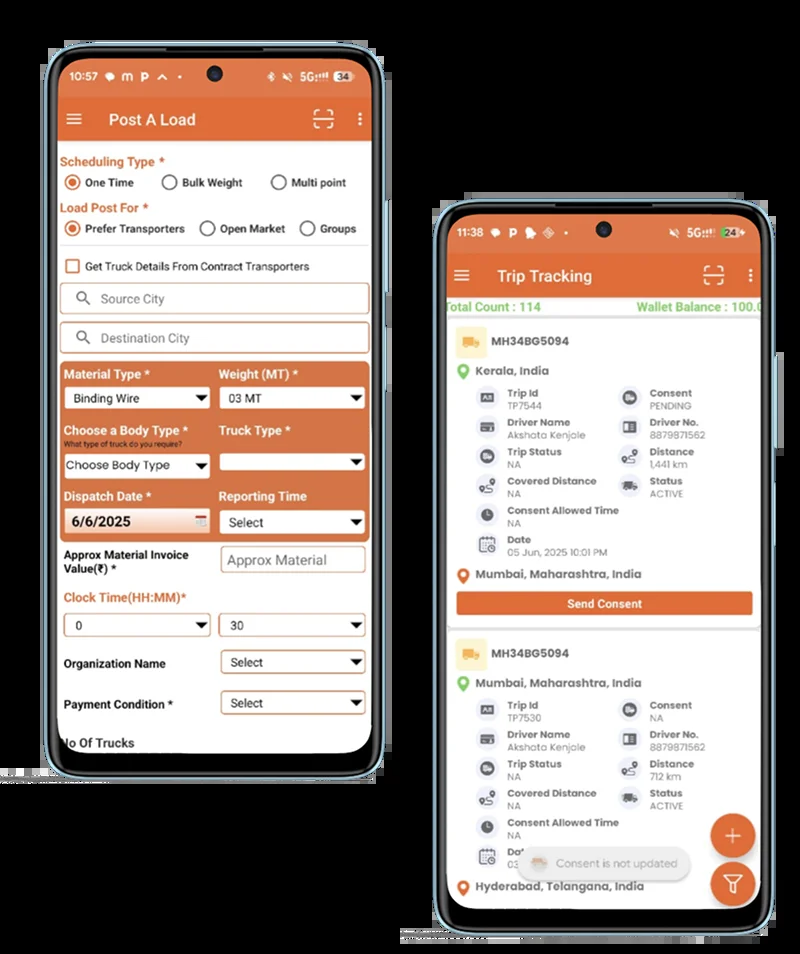 10:57 m P 5G 34
Post A Load
Scheduling Type *
One Time Bulk Weight Multi point
Load Post For *
Prefer Transporters Open Market Groups
Get Truck Details From Contract Transporters
Source City
Destination City
Material Type * Weight (MT) *
Binding Wire 03 MT
Choose a Body Type * Truck Type *
What type of truck do you require?
Choose Body Type
Dispatch Date * Reporting Time
6/6/2025 Select
Approx Material Invoice
Value(₹) * Approx Material
Clock Time(HH:MM)*
0 30
Organization Name Select
Payment Condition * Select
No Of Trucks
11:38 P 5G 24
Trip Tracking
Total Count : 114 Wallet Balance : 100.0
MH34BG5094
Kerala, India
Trip Id Consent
TP7544 PENDING
Driver Name Driver No.
Akshata Kenjale 8879871562
Trip Status Distance
NA 1,441 km
Covered Distance Status
NA ACTIVE
Consent Allowed Time
NA
Date
05 Jun, 2025 10:01 PM
Mumbai, Maharashtra, India
Send Consent
MH34BG5094
Mumbai, Maharashtra, India
Trip Id Consent
TP7530 NA
Driver Name Driver No.
Akshata Kenjale 8879871562
Trip Status Distance
NA 712 km
Covered Distance Status
NA ACTIVE
Consent Allowed Time
NA
Dat
03
Consent is not updated
Hyderabad, Telangana, India